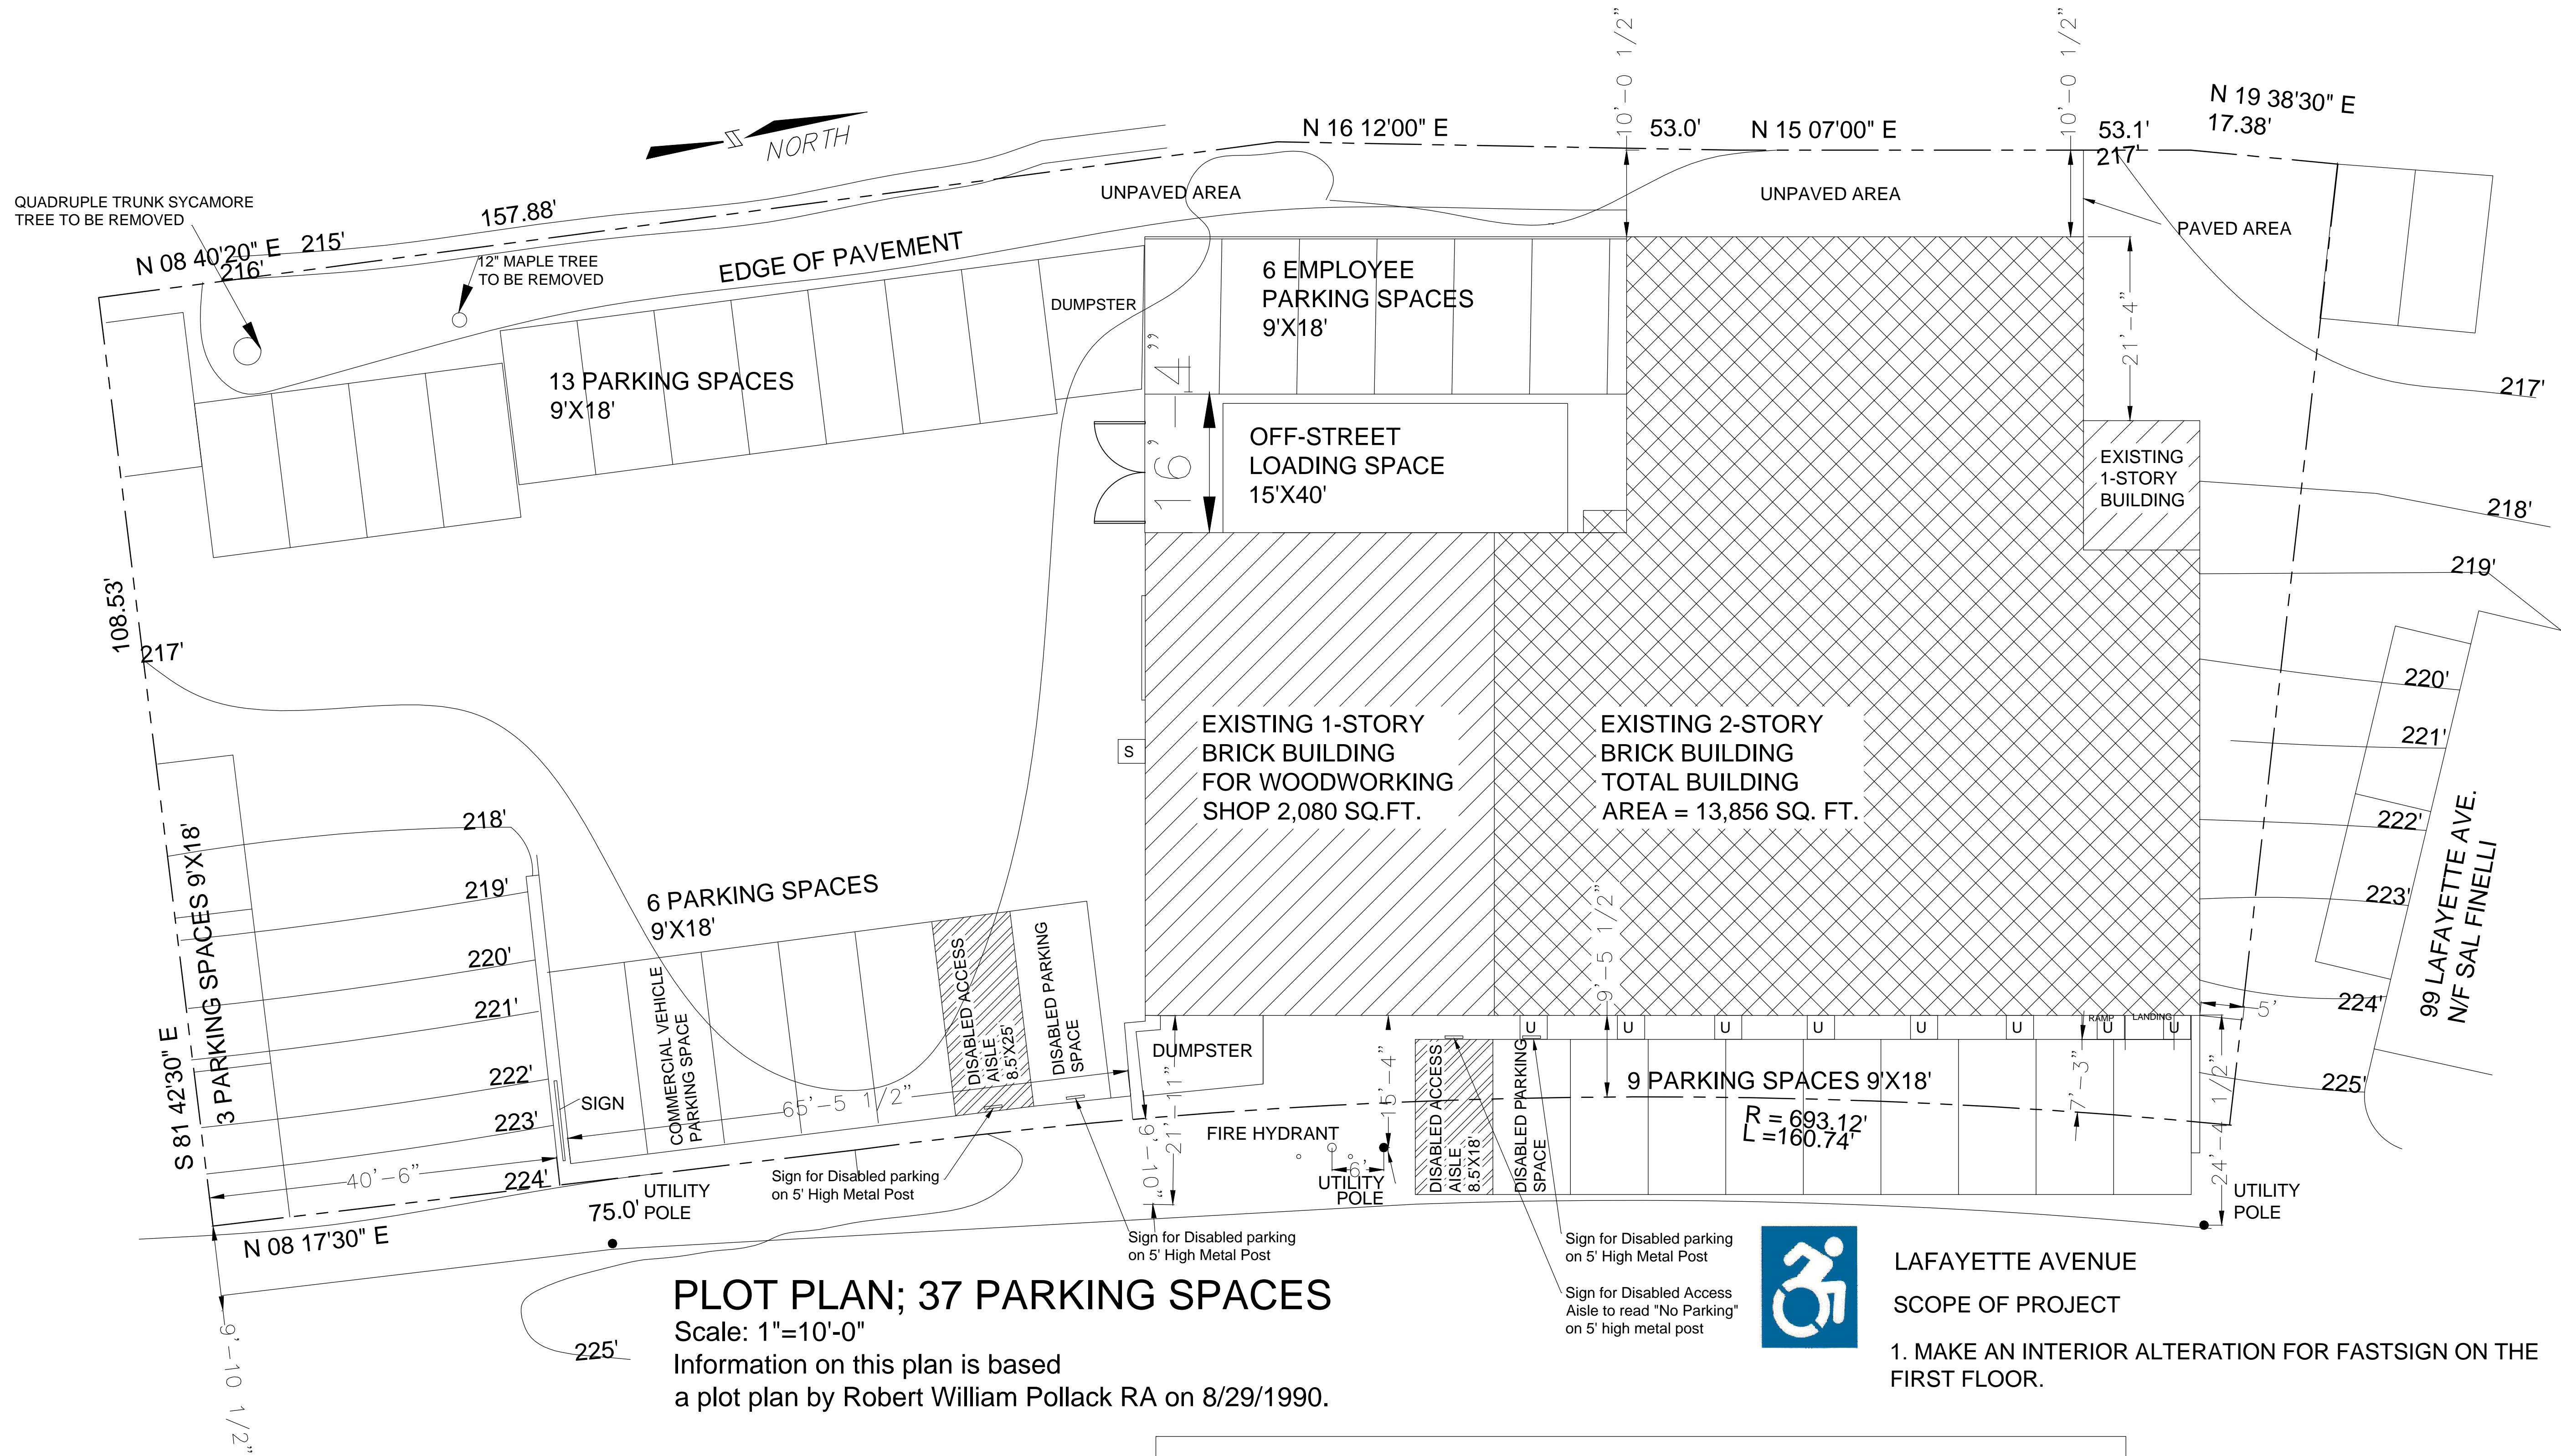 10'-0 1/2"
10'-0 1/2"
N 19 38'30" E
17.38'
N 16 12'00" E
53.0'
N 15 07'00" E
53.1'
217'
NORTH
QUADRUPLE TRUNK SYCAMORE
TREE TO BE REMOVED
157.88'
UNPAVED AREA
UNPAVED AREA
PAVED AREA
N 08 40'20" E
215'
216'
12" MAPLE TREE
TO BE REMOVED
EDGE OF PAVEMENT
DUMPSTER
6 EMPLOYEE
PARKING SPACES
9'X18'
21'-4"
13 PARKING SPACES
9'X18'
16'-4"
217'
OFF-STREET
LOADING SPACE
15'X40'
EXISTING
1-STORY
BUILDING
218'
219'
108.53'
217'
220'
S
EXISTING 1-STORY
BRICK BUILDING
FOR WOODWORKING
SHOP 2,080 SQ.FT.
EXISTING 2-STORY
BRICK BUILDING
TOTAL BUILDING
AREA = 13,856 SQ. FT.
221'
222'
223'
224'
225'
99 LAFAYETTE AVE.
N/F SAL FINELLI
218'
219'
220'
221'
222'
223'
224'
S 81 42'30" E
3 PARKING SPACES 9'X18'
6 PARKING SPACES
9'X18'
COMMERCIAL VEHICLE
PARKING SPACE
DISABLED ACCESS
AISLE
8.5'X25'
DISABLED PARKING
SPACE
SIGN
65'-5 1/2"
40'-6"
9'-5 1/2"
5'
DUMPSTER
U
U
U
U
U
U
U
U
RAMP
LANDING
15'-4"
21'-11"
10'-6"
DISABLED ACCESS
AISLE
8.5'X18'
DISABLED PARKING
SPACE
9 PARKING SPACES 9'X18'
R = 693.12'
L =160.74'
7'-3"
24'-4 1/2"
FIRE HYDRANT
6'
UTILITY
POLE
Sign for Disabled parking
on 5' High Metal Post
UTILITY
POLE
75.0'
N 08 17'30" E
UTILITY
POLE
Sign for Disabled parking
on 5' High Metal Post
Sign for Disabled parking
on 5' High Metal Post
Sign for Disabled Access
Aisle to read "No Parking"
on 5' high metal post
9'-10 1/2"
225'
PLOT PLAN; 37 PARKING SPACES
Scale: 1"=10'-0"
Information on this plan is based
a plot plan by Robert William Pollack RA on 8/29/1990.
LAFAYETTE AVENUE
SCOPE OF PROJECT
1. MAKE AN INTERIOR ALTERATION FOR FASTSIGN ON THE
FIRST FLOOR.